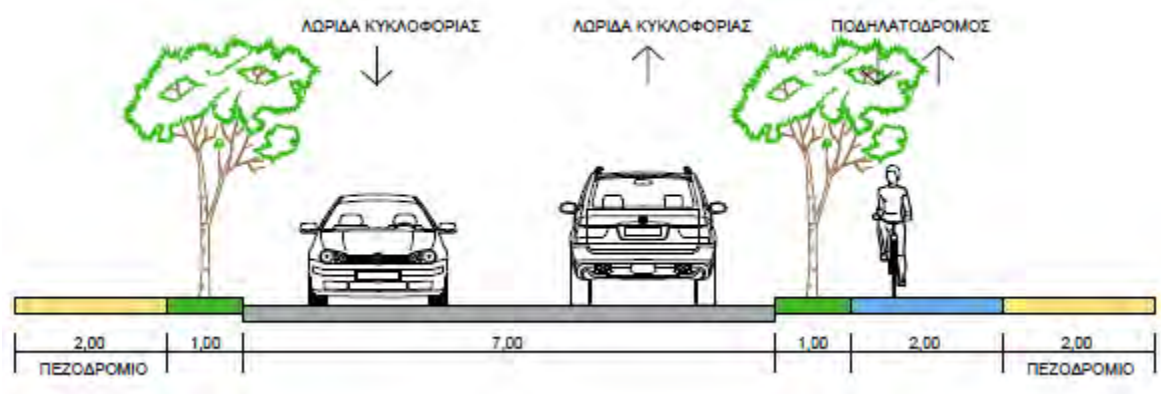 ΛΩΡΙΔΑ ΚΥΚΛΟΦΟΡΙΑΣ ΛΩΡΙΔΑ ΚΥΚΛΟΦΟΡΙΑΣ ΠΟΔΗΛΑΤΟΔΡΟΜΟΣ
2,00 1,00 7,00 1,00 2,00 2,00
ΠΕΖΟΔΡΟΜΙΟ ΠΕΖΟΔΡΟΜΙΟ